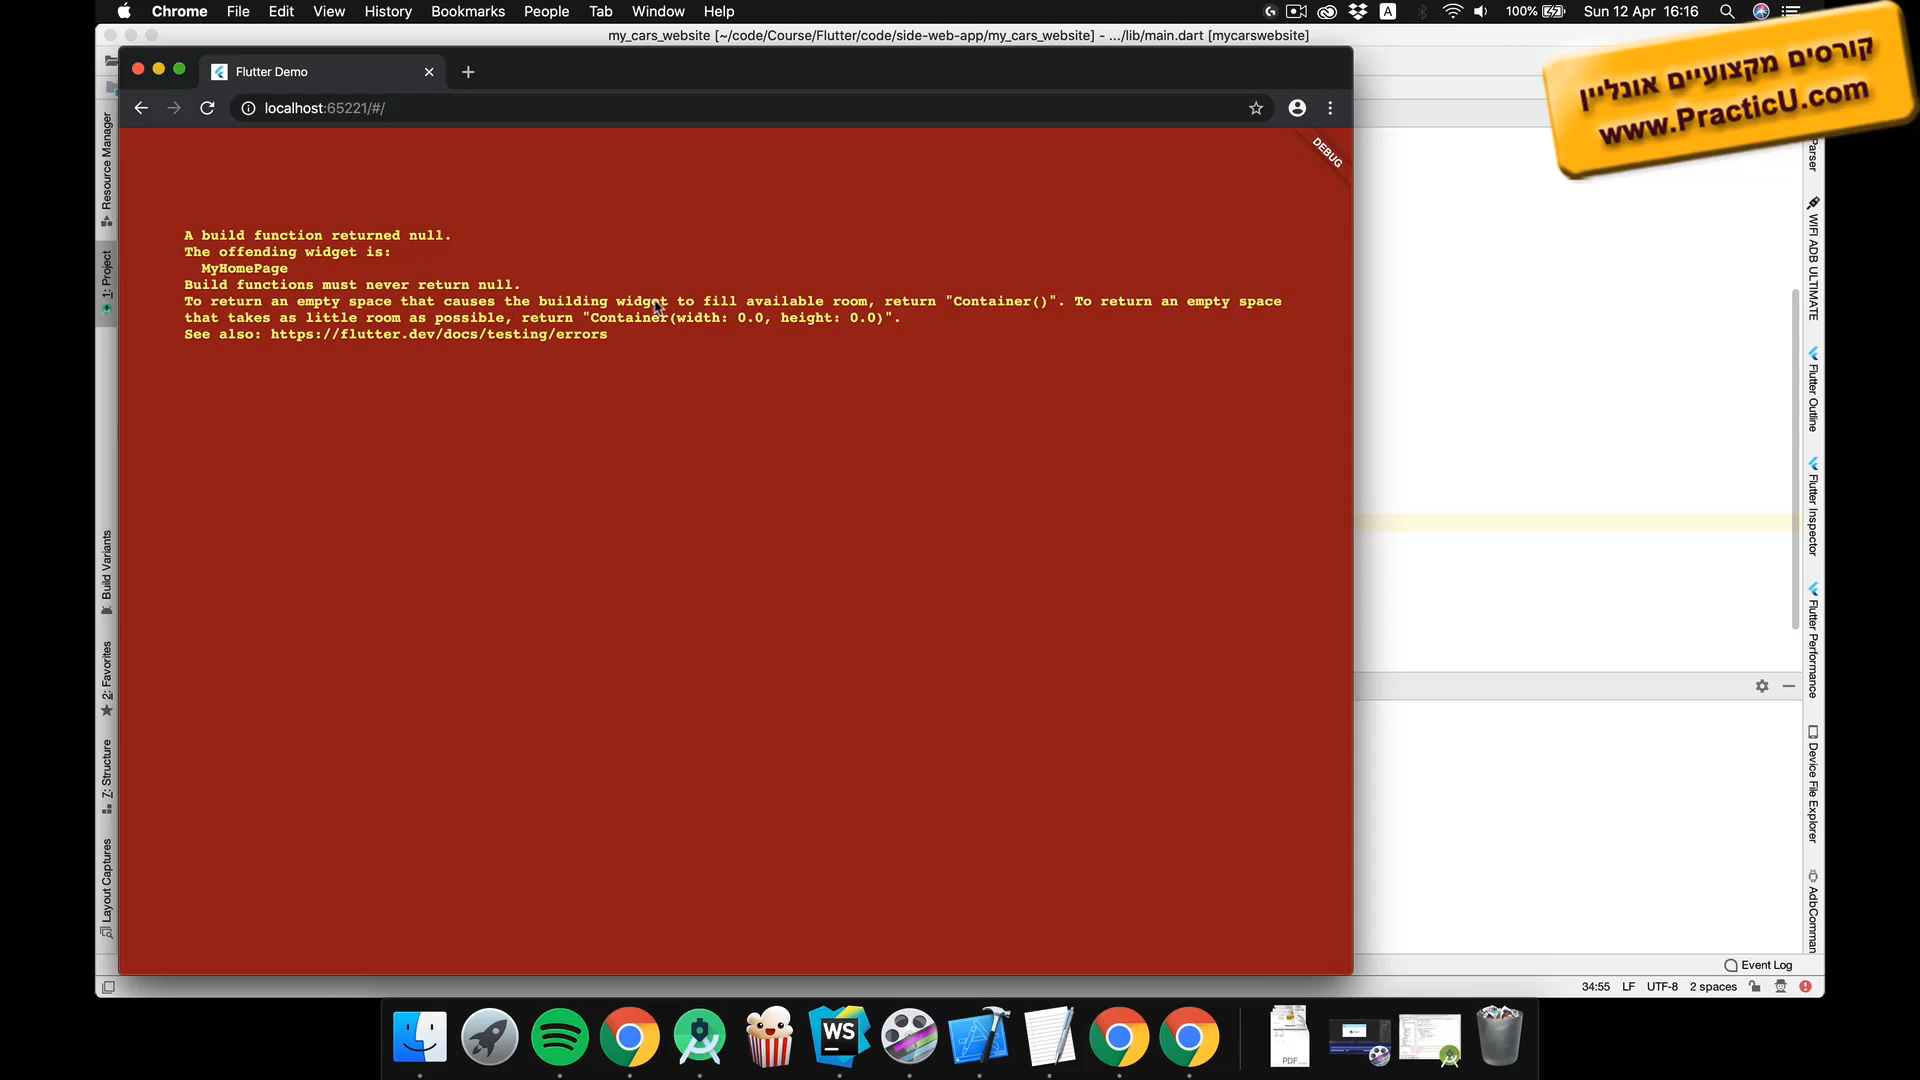 Chrome File Edit View History Bookmarks People Tab Window Help
A 100% Sun 12 Apr 16:16
my_cars_website [~/code/Course/Flutter/code/side-web-app/my_cars_website] - .../lib/main.dart [mycarswebsite]
קורסים מקצועיים אונליין
www.PracticU.com
Flutter Demo
localhost:65221/#/
DEBUG
A build function returned null.
The offending widget is:
MyHomePage
Build functions must never return null.
To return an empty space that causes the building widget to fill available room, return "Container()". To return an empty space
that takes as little room as possible, return "Container(width: 0.0, height: 0.0)".
See also: https://flutter.dev/docs/testing/errors
Resource Manager
1: Project
Build Variants
2: Favorites
7: Structure
Layout Captures
Parser
WIFI ADB ULTIMATE
Flutter Outline
Flutter Inspector
Flutter Performance
Device File Explorer
AdbComman
Event Log
34:55 LF UTF-8 2 spaces
WS
PDF